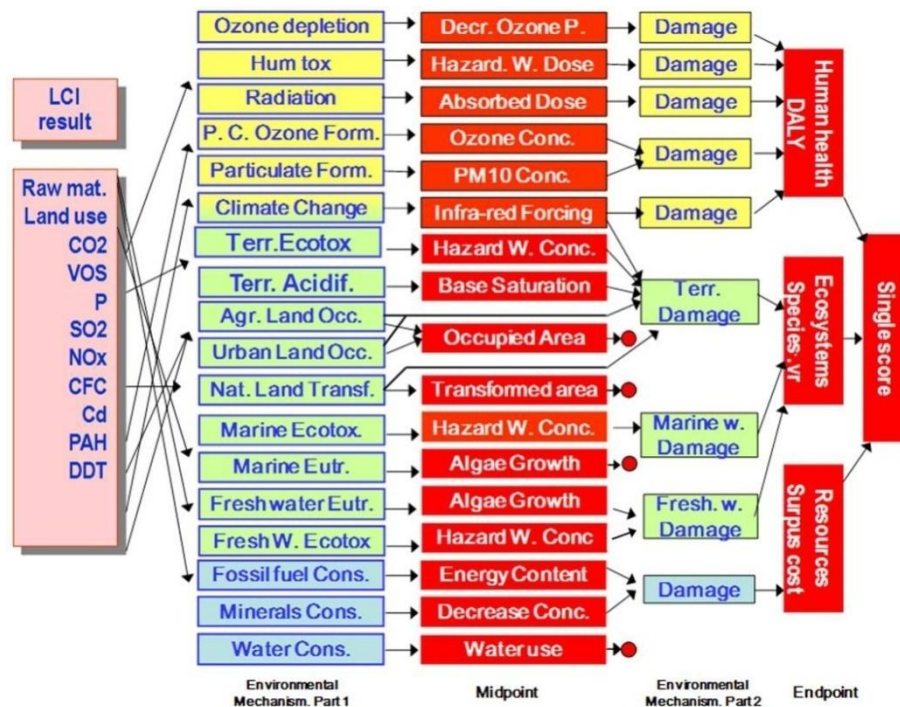 LCI
result
Raw mat.
Land use
CO2
VOS
P
SO2
NOx
CFC
Cd
PAH
DDT
Ozone depletion
Hum tox
Radiation
P. C. Ozone Form.
Particulate Form.
Climate Change
Terr.Ecotox
Terr. Acidif.
Agr. Land Occ.
Urban Land Occ.
Nat. Land Transf.
Marine Ecotox.
Marine Eutr.
Freshwater Eutr.
Fresh W. Ecotox
Fossil fuel Cons.
Minerals Cons.
Water Cons.
Environmental
Mechanism. Part 1
Decr. Ozone P.
Hazard. W. Dose
Absorbed Dose
Ozone Conc.
PM10 Conc.
Infra-red Forcing
Hazard W. Conc.
Base Saturation
Occupied Area
Transformed area
Hazard W. Conc.
Algae Growth
Algae Growth
Hazard W. Conc
Energy Content
Decrease Conc.
Water use
Midpoint
Damage
Damage
Damage
Damage
Damage
Terr.
Damage
Marine w.
Damage
Fresh. w.
Damage
Damage
Environmental
Mechanism. Part 2
Human health
DALY
Ecosystems
Species .yr
Resources
Surpus cost
Endpoint
Single score